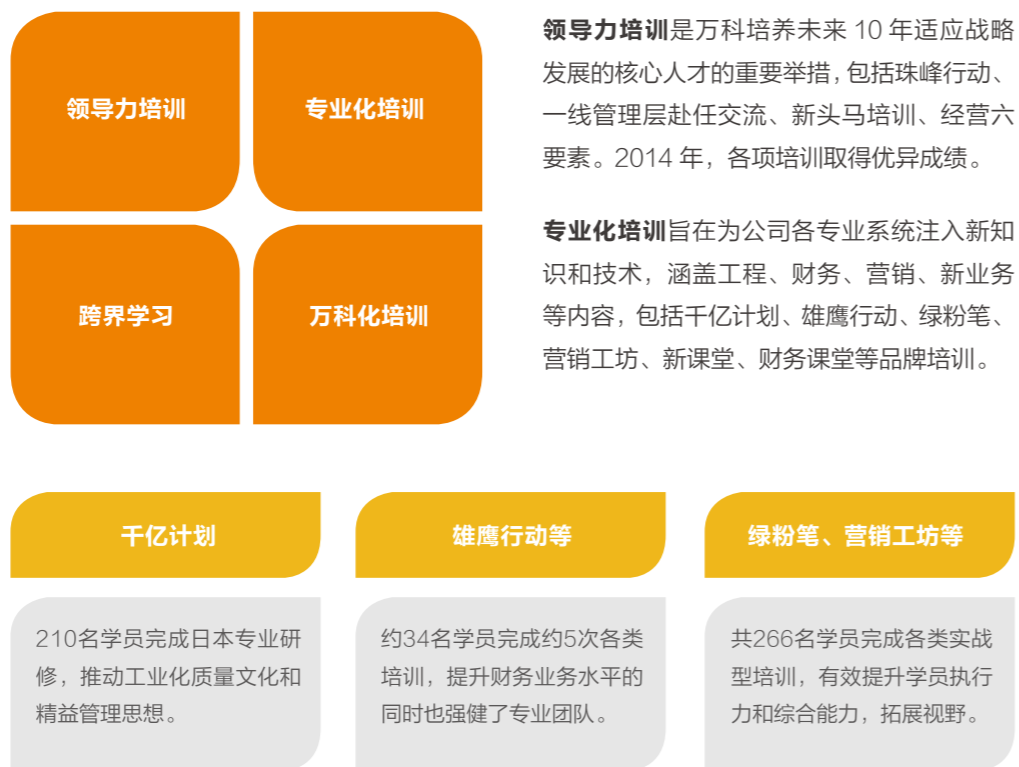 领导力培训
专业化培训
跨界学习
万科化培训
领导力培训是万科培养未来 10 年适应战略
发展的核心人才的重要举措，包括珠峰行动、
一线管理层赴任交流、新头马培训、经营六
要素。2014 年，各项培训取得优异成绩。
专业化培训旨在为公司各专业系统注入新知
识和技术，涵盖工程、财务、营销、新业务
等内容，包括千亿计划、雄鹰行动、绿粉笔、
营销工坊、新课堂、财务课堂等品牌培训。
千亿计划
210名学员完成日本专业研
修，推动工业化质量文化和
精益管理思想。
雄鹰行动等
约34名学员完成约5次各类
培训，提升财务业务水平的
同时也强健了专业团队。
绿粉笔、营销工坊等
共266名学员完成各类实战
型培训，有效提升学员执行
力和综合能力，拓展视野。